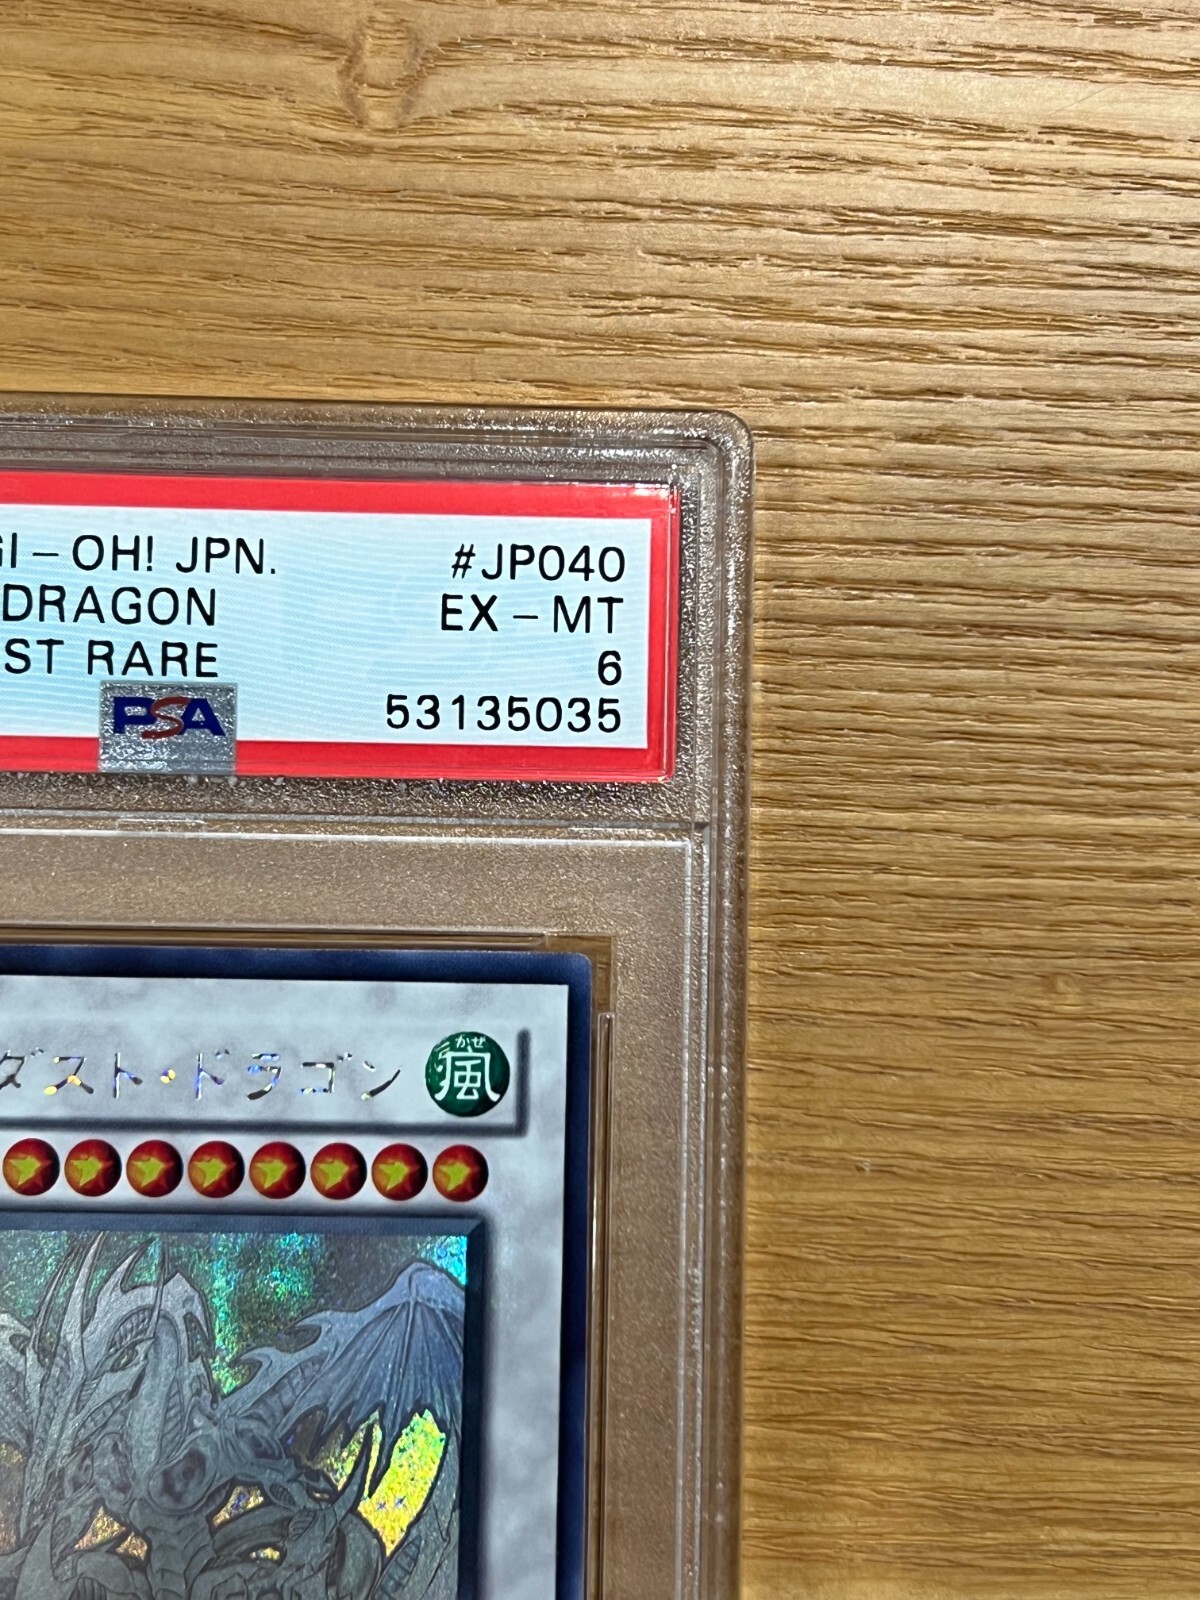 GI-OH! JPN. #JP040
DRAGON EX-MT
ST RARE 6
PSA 53135035
ダスト・ドラゴン
かぜ
風